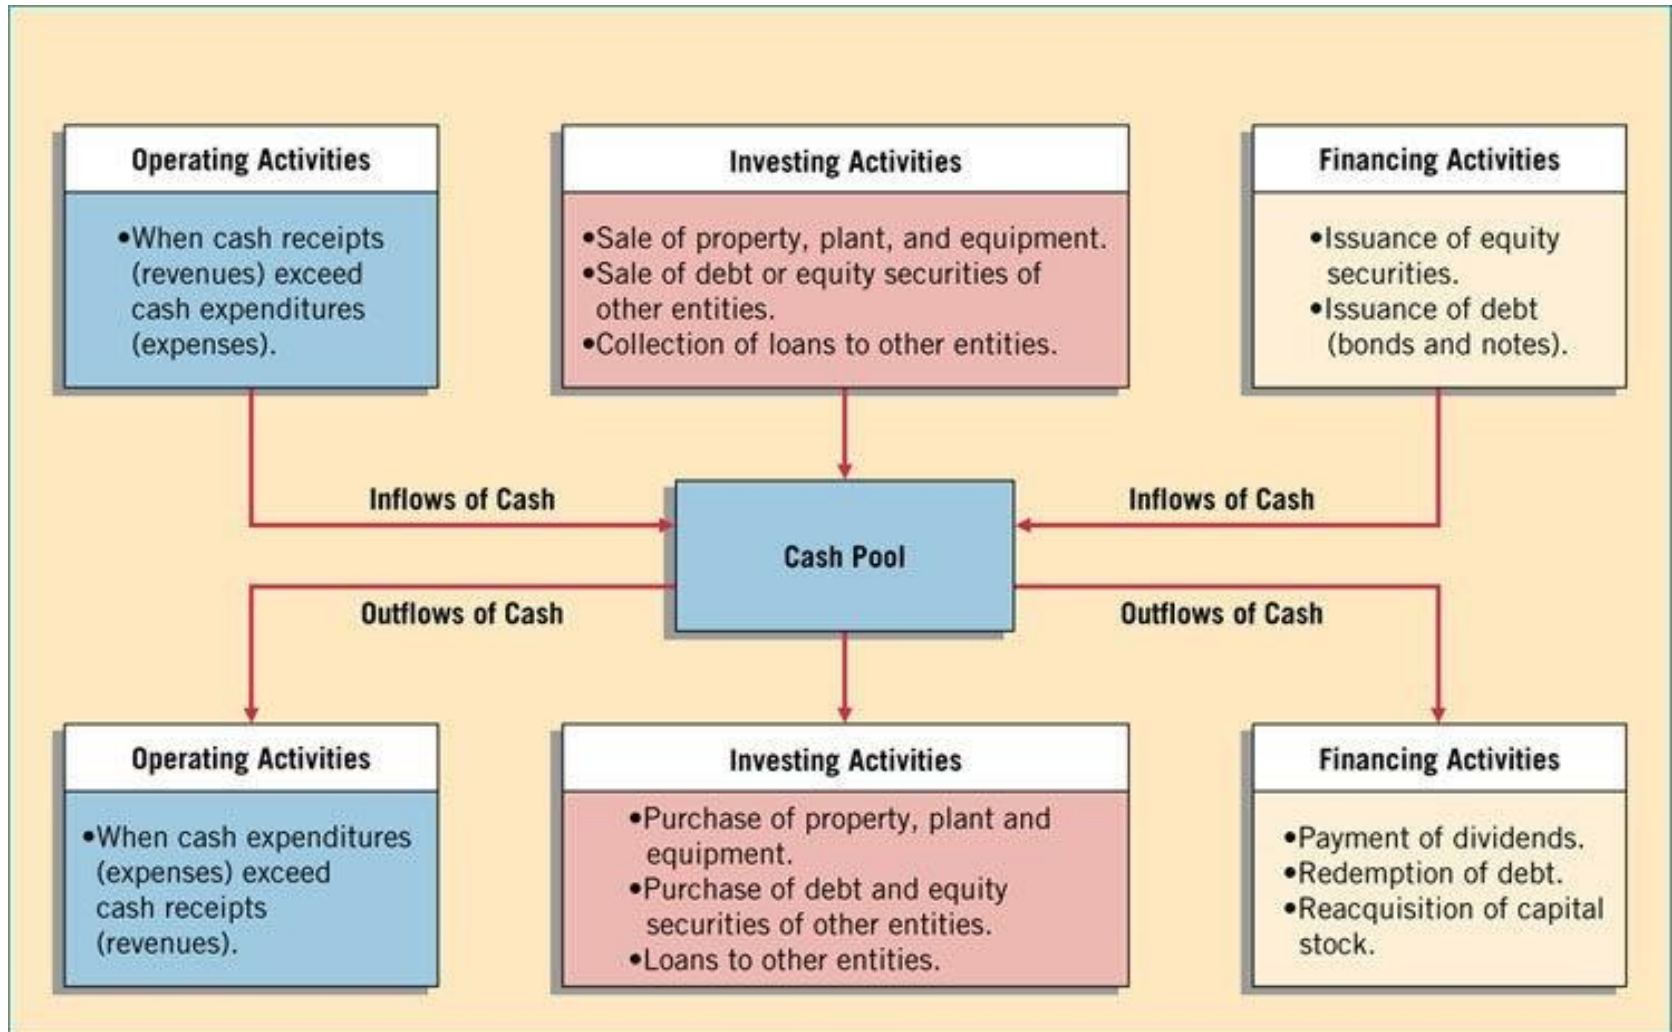 Operating Activities
•When cash receipts
(revenues) exceed
cash expenditures
(expenses).
Investing Activities
•Sale of property, plant, and equipment.
•Sale of debt or equity securities of
other entities.
•Collection of loans to other entities.
Financing Activities
•Issuance of equity
securities.
•Issuance of debt
(bonds and notes).
Inflows of Cash
Inflows of Cash
Cash Pool
Outflows of Cash
Outflows of Cash
Operating Activities
•When cash expenditures
(expenses) exceed
cash receipts
(revenues).
Investing Activities
•Purchase of property, plant and
equipment.
•Purchase of debt and equity
securities of other entities.
•Loans to other entities.
Financing Activities
•Payment of dividends.
•Redemption of debt.
•Reacquisition of capital
stock.